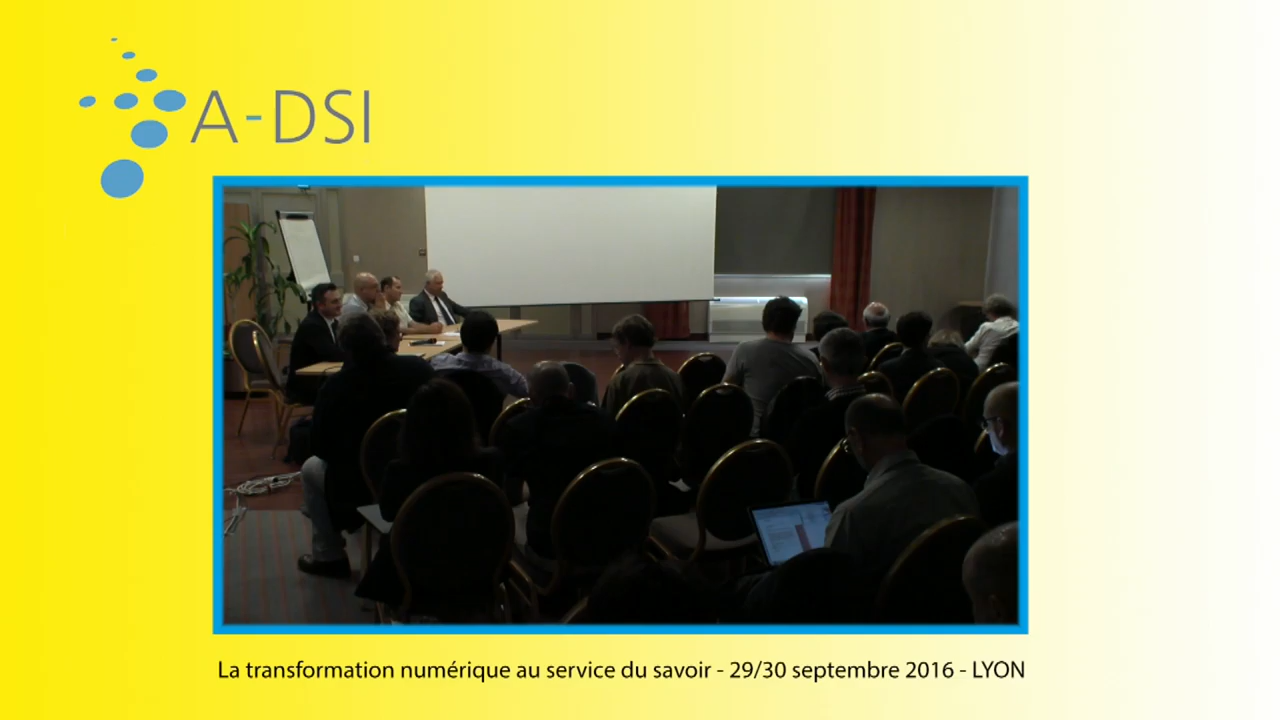 A-DSI
La transformation numérique au service du savoir - 29/30 septembre 2016 - LYON